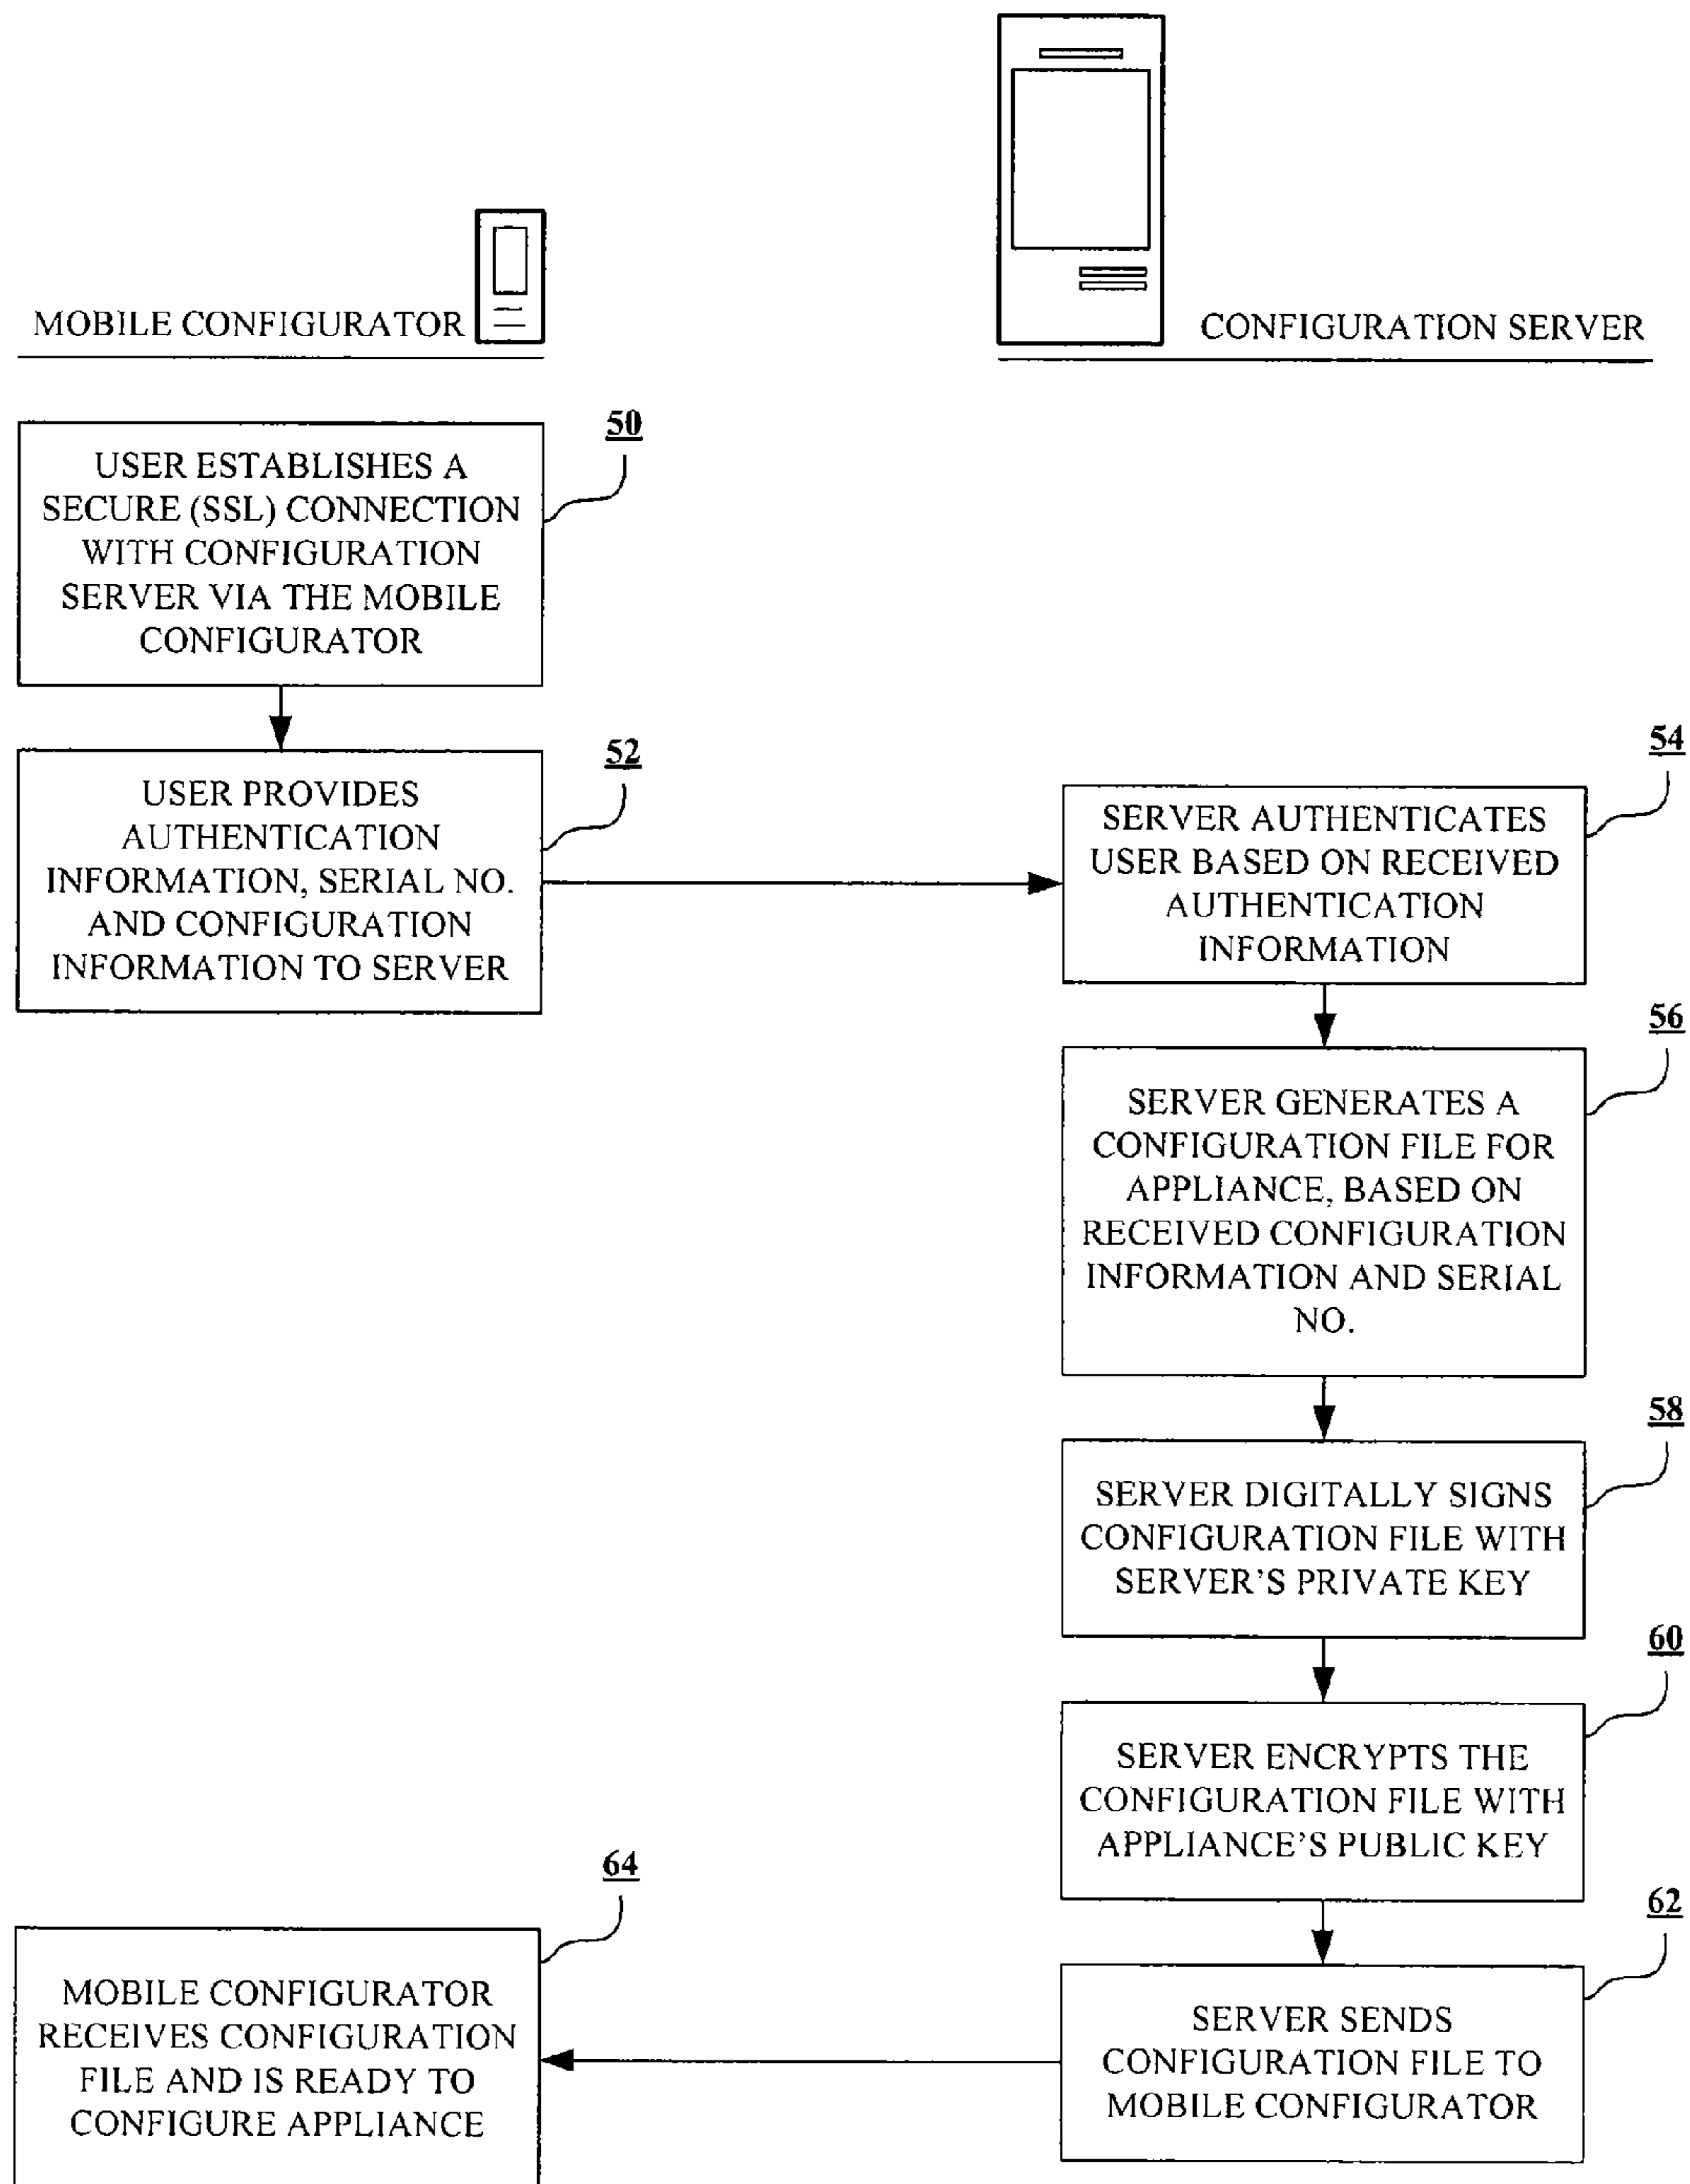 MOBILE CONFIGURATOR
CONFIGURATION SERVER
50
USER ESTABLISHES A
SECURE (SSL) CONNECTION
WITH CONFIGURATION
SERVER VIA THE MOBILE
CONFIGURATOR
52
USER PROVIDES
AUTHENTICATION
INFORMATION, SERIAL NO.
AND CONFIGURATION
INFORMATION TO SERVER
54
SERVER AUTHENTICATES
USER BASED ON RECEIVED
AUTHENTICATION
INFORMATION
56
SERVER GENERATES A
CONFIGURATION FILE FOR
APPLIANCE, BASED ON
RECEIVED CONFIGURATION
INFORMATION AND SERIAL
NO.
58
SERVER DIGITALLY SIGNS
CONFIGURATION FILE WITH
SERVER'S PRIVATE KEY
60
SERVER ENCRYPTS THE
CONFIGURATION FILE WITH
APPLIANCE'S PUBLIC KEY
62
SERVER SENDS
CONFIGURATION FILE TO
MOBILE CONFIGURATOR
64
MOBILE CONFIGURATOR
RECEIVES CONFIGURATION
FILE AND IS READY TO
CONFIGURE APPLIANCE